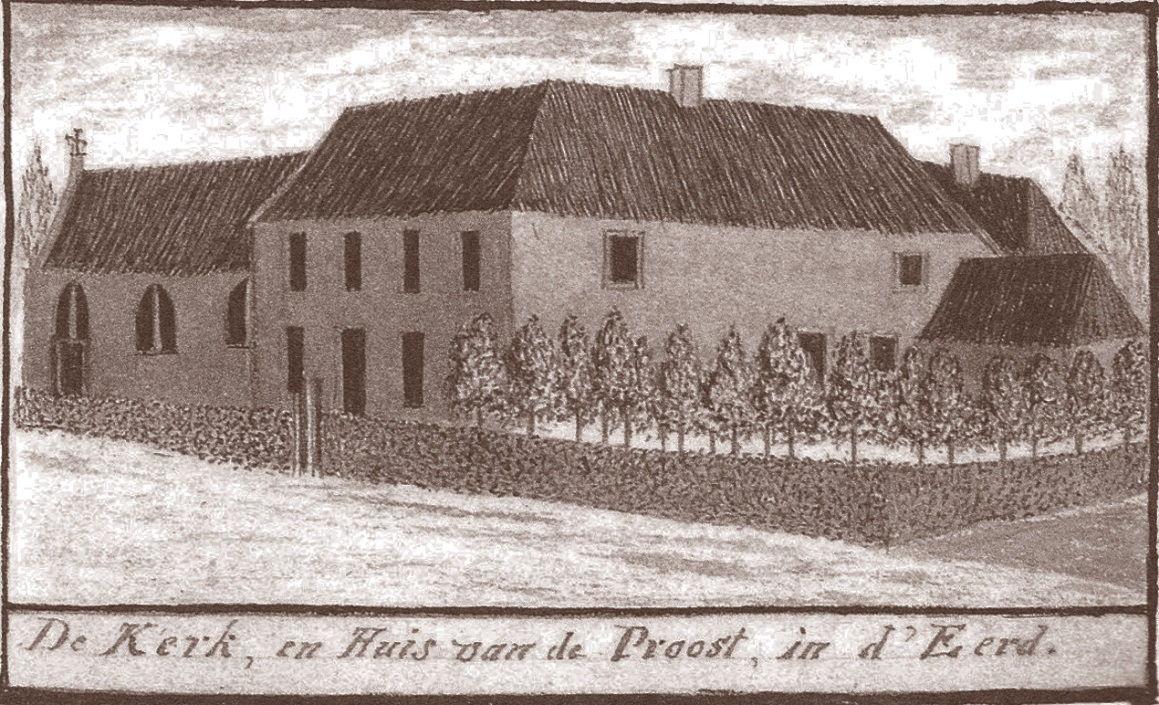 De Kerk, en Huis van de Proost, in d' Eerd.